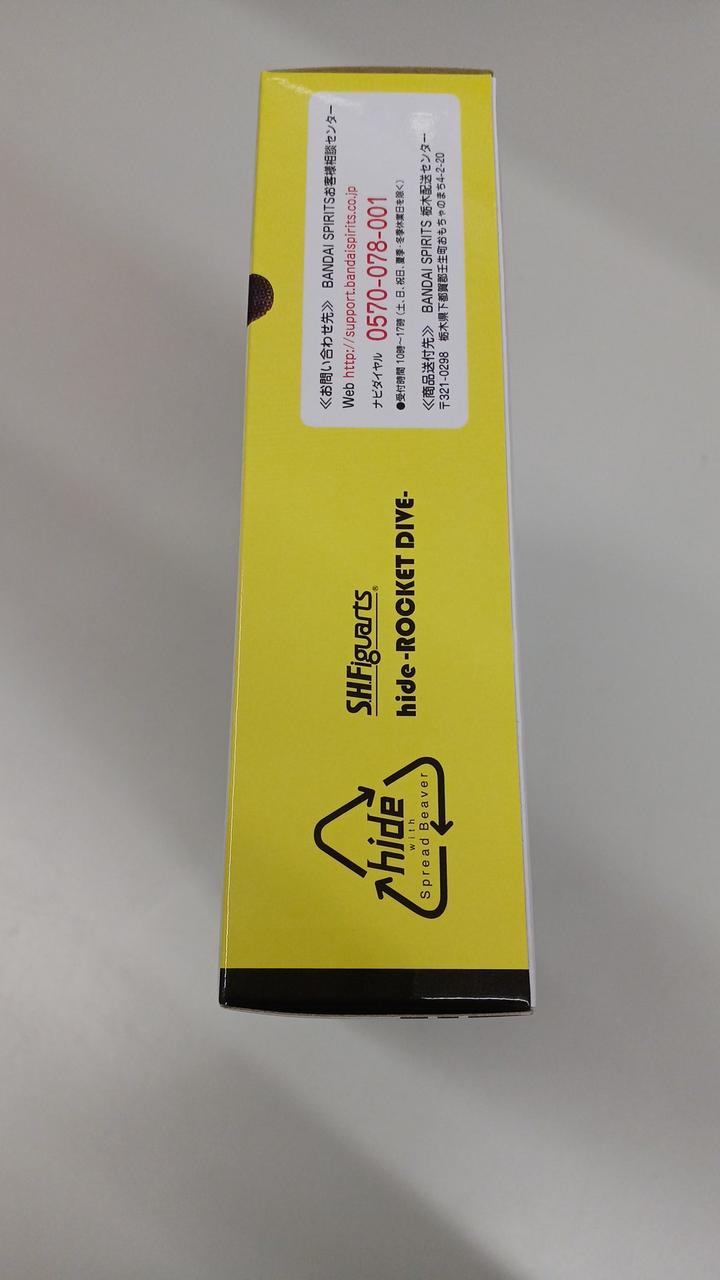 hide
with
Spread Beaver
S.H.Figuarts®
hide -ROCKET DIVE-
≪お問い合わせ先≫ BANDAI SPIRITSお客様相談センター
Web http://support.bandaispirits.co.jp
ナビダイヤル 0570-078-001
●受付時間 10時～17時（土、日、祝日、夏季・冬季休業日を除く）
≪商品送付先≫ BANDAI SPIRITS 栃木配送センター
〒321-0298 栃木県下都賀郡壬生町おもちゃのまち4-2-20